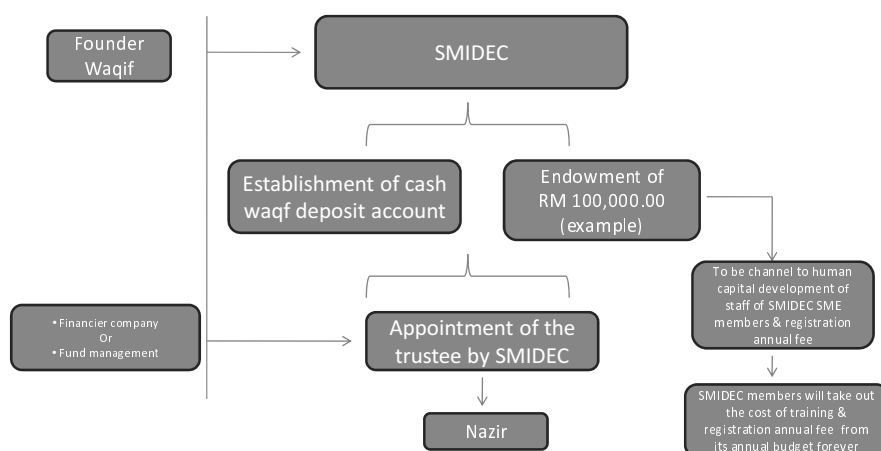 Founder
Waqif
SMIDEC
Establishment of cash
waqf deposit account
Endowment of
RM 100,000.00
(example)
To be channel to human
capital development of
staff of SMIDEC SME
members & registration
annual fee
• Financier company
Or
• Fund management
Appointment of the
trustee by SMIDEC
SMIDEC members will take out
the cost of training &
registration annual fee from
its annual budget forever
Nazir